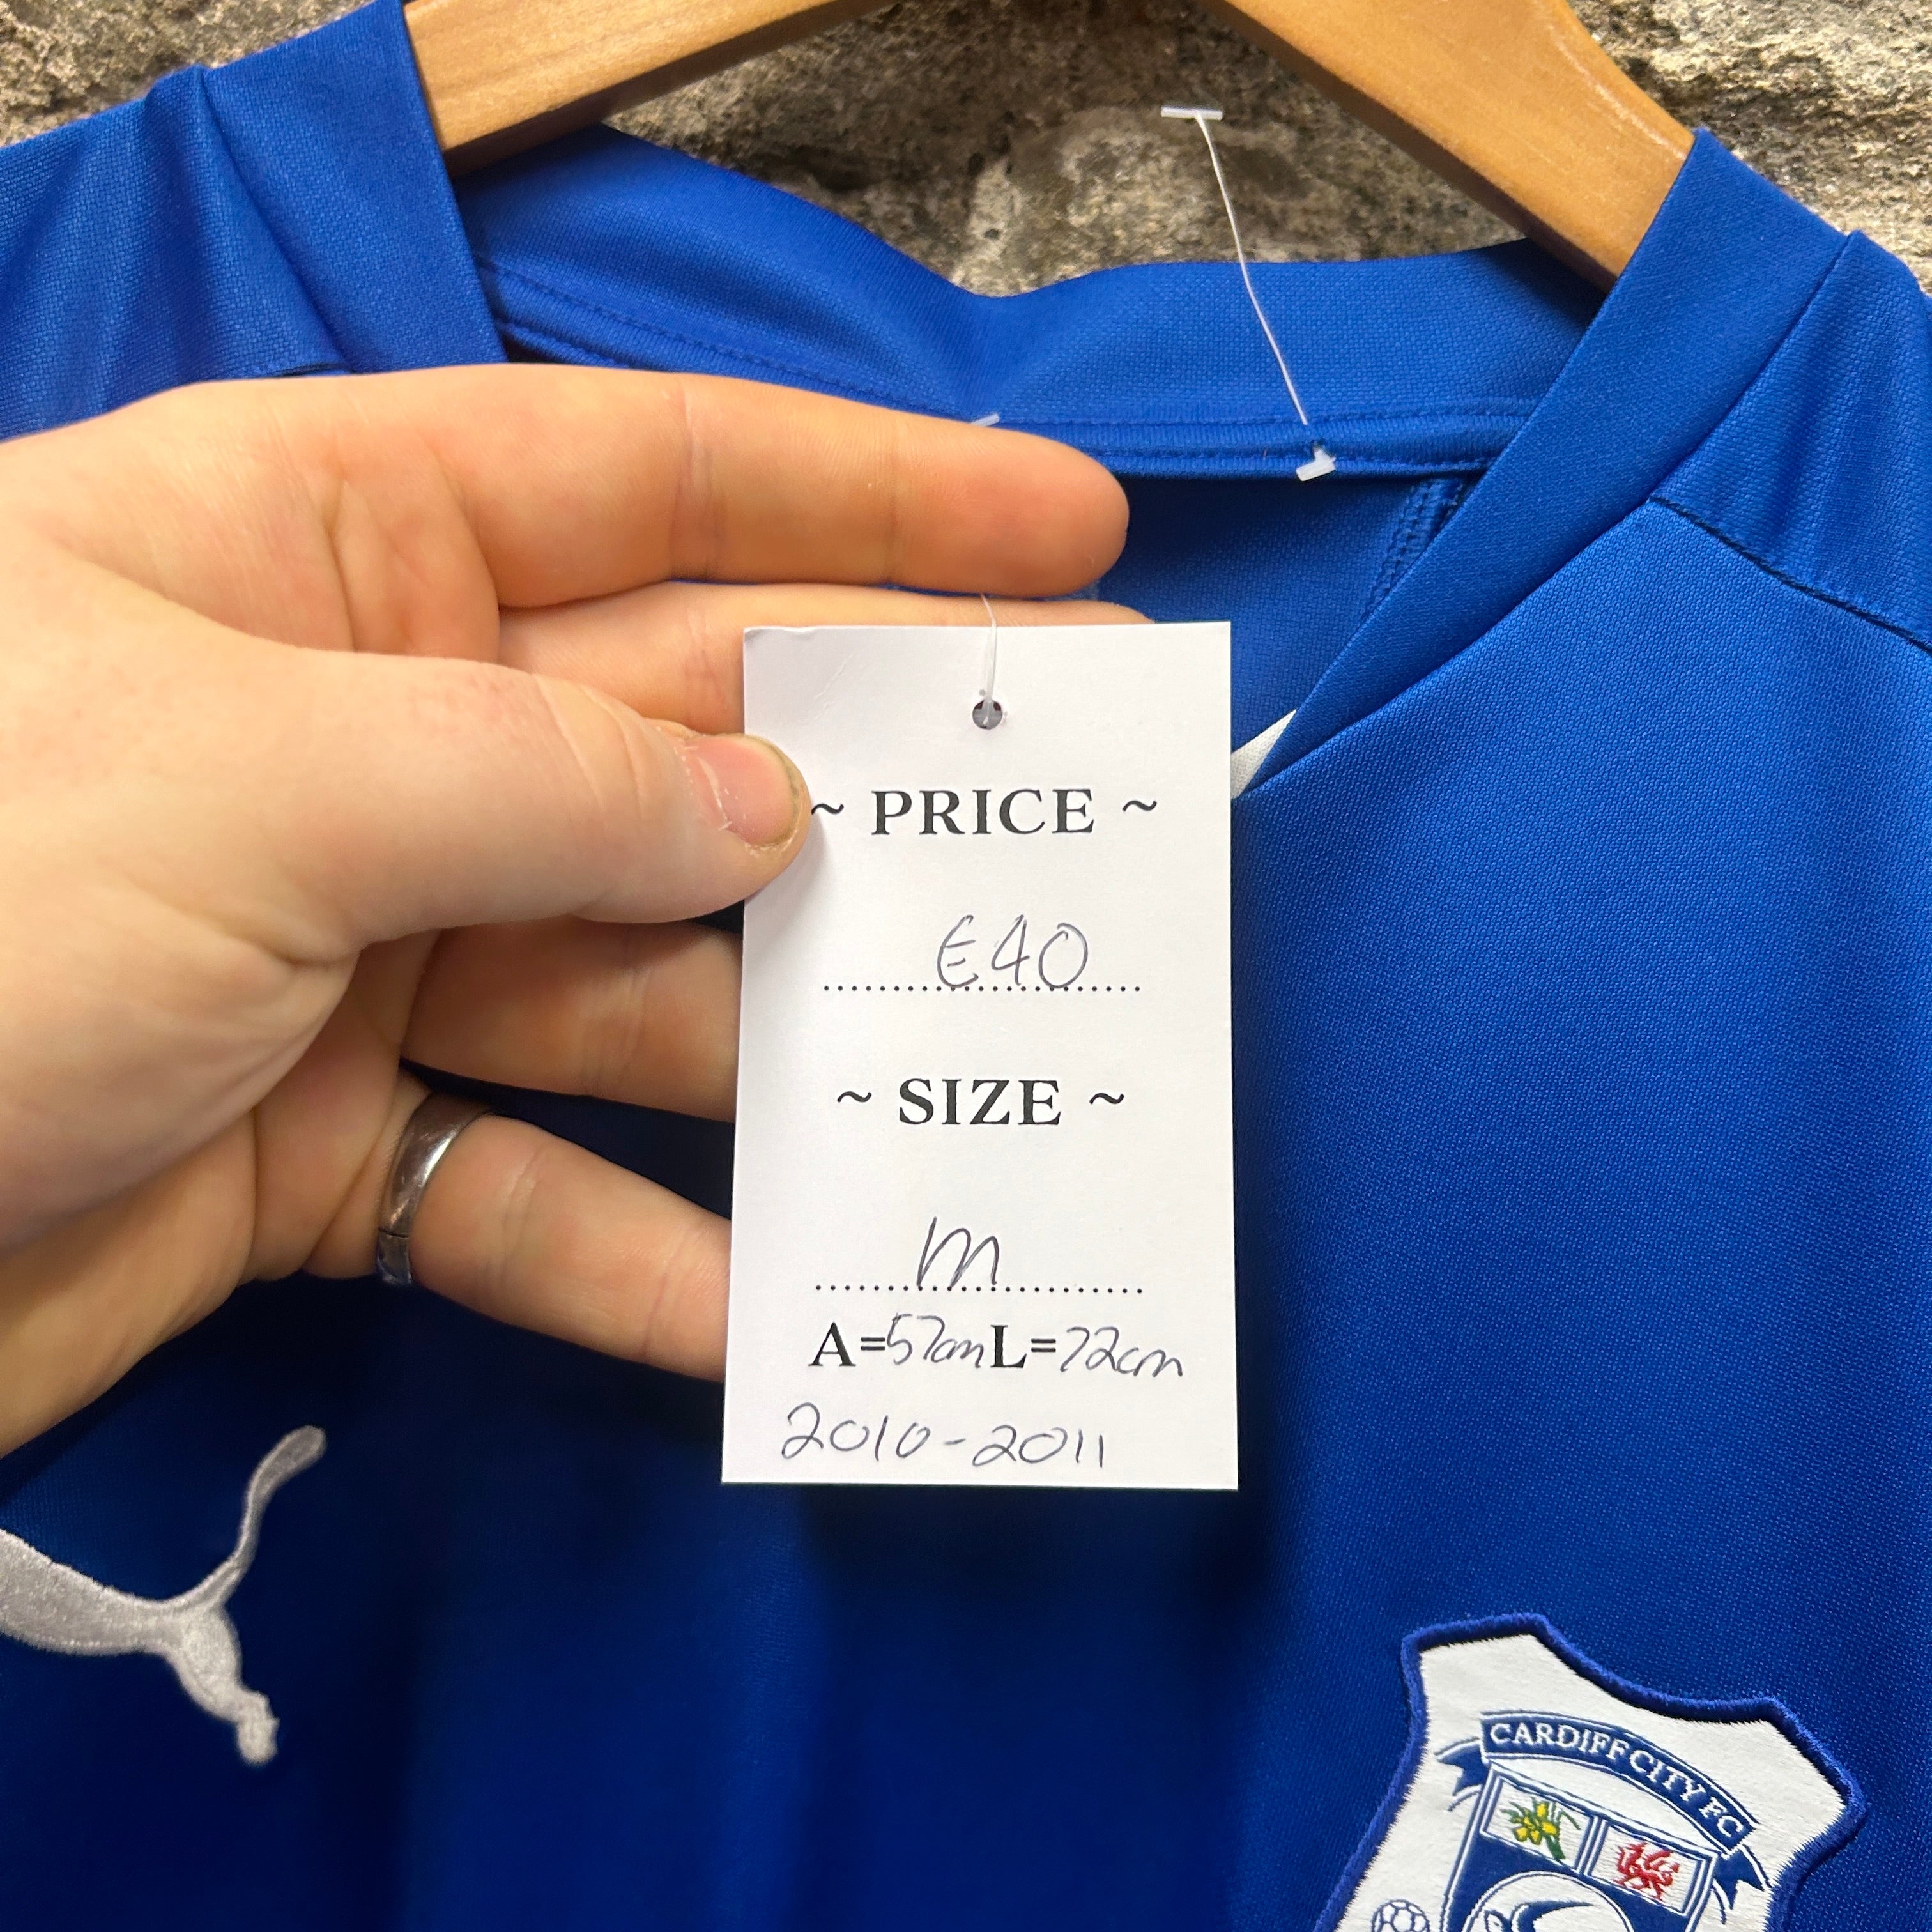 ~ PRICE ~
€40
~ SIZE ~
M
A=57cm L=72cm
2010-2011
CARDIFF CITY FC